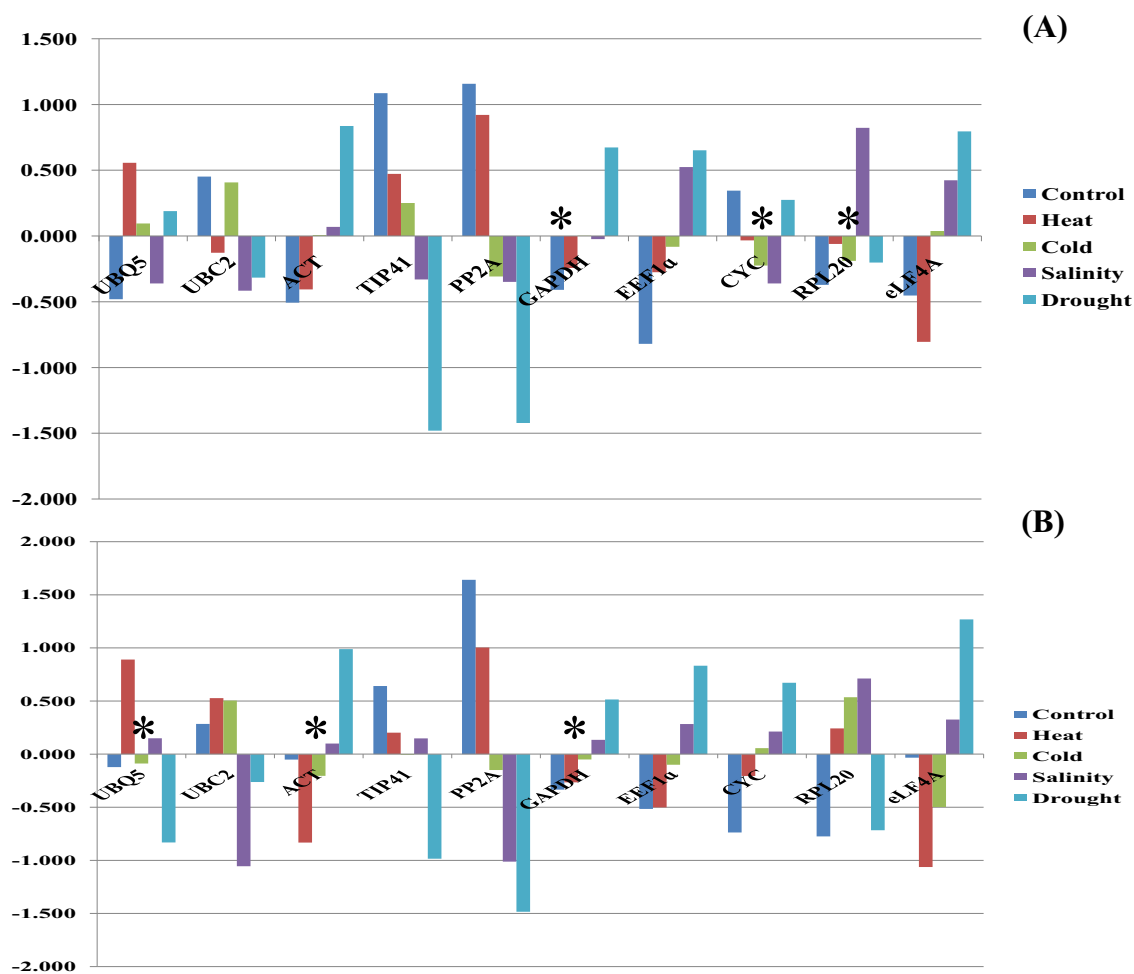 (A)
1.500
1.000
0.500
0.000
-0.500
-1.000
-1.500
-2.000
UBQ5
UBC2
ACT
TIP41
PP2A
GAPDH
EEF1α
CYC
RPL20
eLF4A
*
*
*
Control
Heat
Cold
Salinity
Drought
(B)
2.000
1.500
1.000
0.500
0.000
-0.500
-1.000
-1.500
-2.000
UBQ5
UBC2
ACT
TIP41
PP2A
GAPDH
EEF1α
CYC
RPL20
eLF4A
*
*
*
Control
Heat
Cold
Salinity
Drought